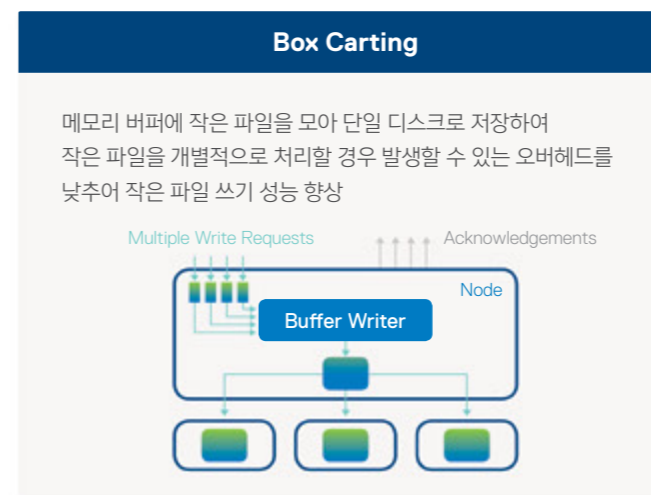 Box Carting
메모리 버퍼에 작은 파일을 모아 단일 디스크로 저장하여
작은 파일을 개별적으로 처리할 경우 발생할 수 있는 오버헤드를
낮추어 작은 파일 쓰기 성능 향상
Multiple Write Requests
Acknowledgements
Node
Buffer Writer